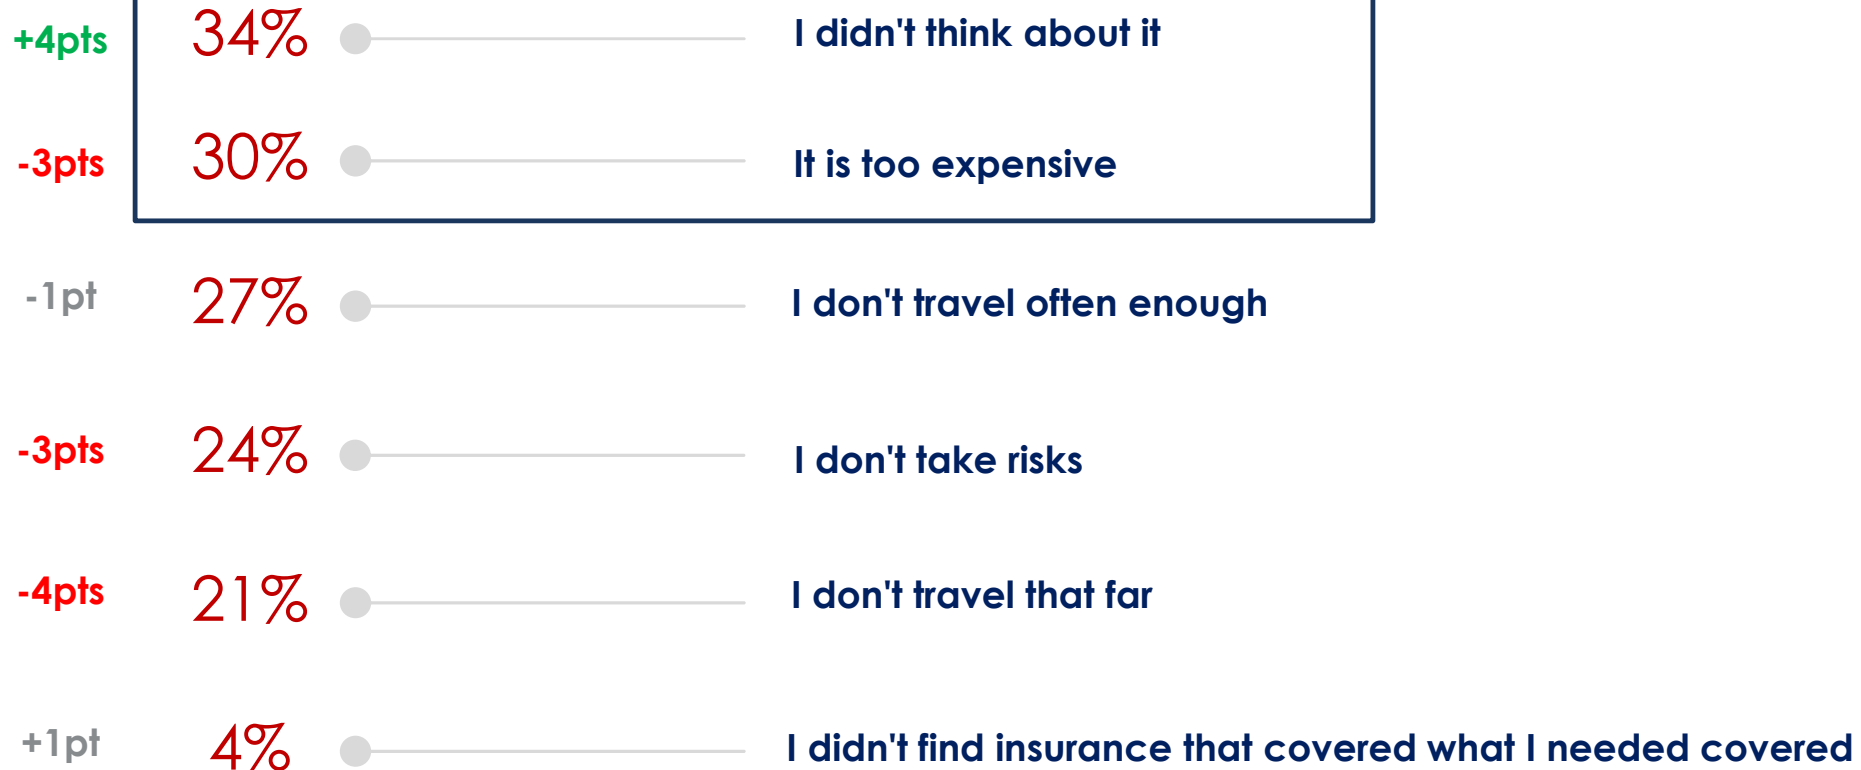 +4pts 34% I didn't think about it
-3pts 30% It is too expensive
-1pt 27% I don't travel often enough
-3pts 24% I don't take risks
-4pts 21% I don't travel that far
+1pt 4% I didn't find insurance that covered what I needed covered